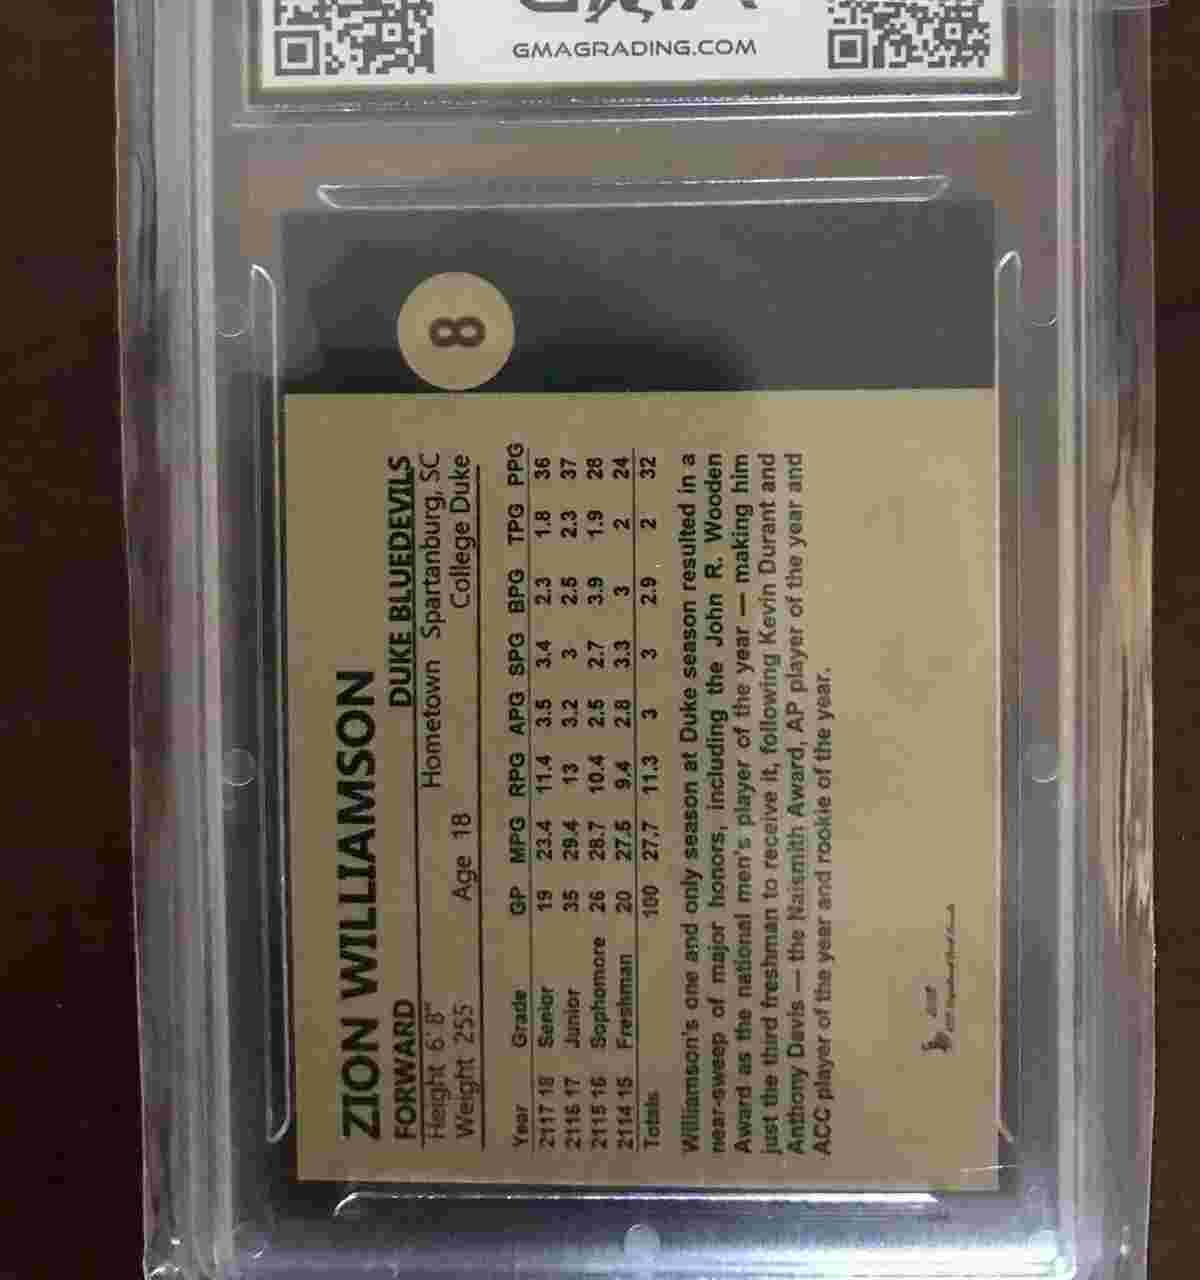 GMAGRADING.COM
8
ZION WILLIAMSON
FORWARD DUKE BLUEDEVILS
Height 6' 8" Hometown Spartanburg, SC
Weight 255 Age 18 College Duke
Year Grade GP MPG RPG APG SPG BPG TPG PPG
2117 18 Senior 19 23.4 11.4 3.5 3.4 2.3 1.8 36
2116 17 Junior 35 29.4 13 3.2 3 2.5 2.3 37
2115 16 Sophomore 26 28.7 10.4 2.5 2.7 3.9 1.9 28
2114 15 Freshman 20 27.5 9.4 2.8 3.3 3 2 24
Totals 100 27.7 11.3 3 3 2.9 2 32
Williamson's one and only season at Duke season resulted in a
near-sweep of major honors, including the John R. Wooden
Award as the national men's player of the year — making him
just the third freshman to receive it, following Kevin Durant and
Anthony Davis — the Naismith Award, AP player of the year and
ACC player of the year and rookie of the year.